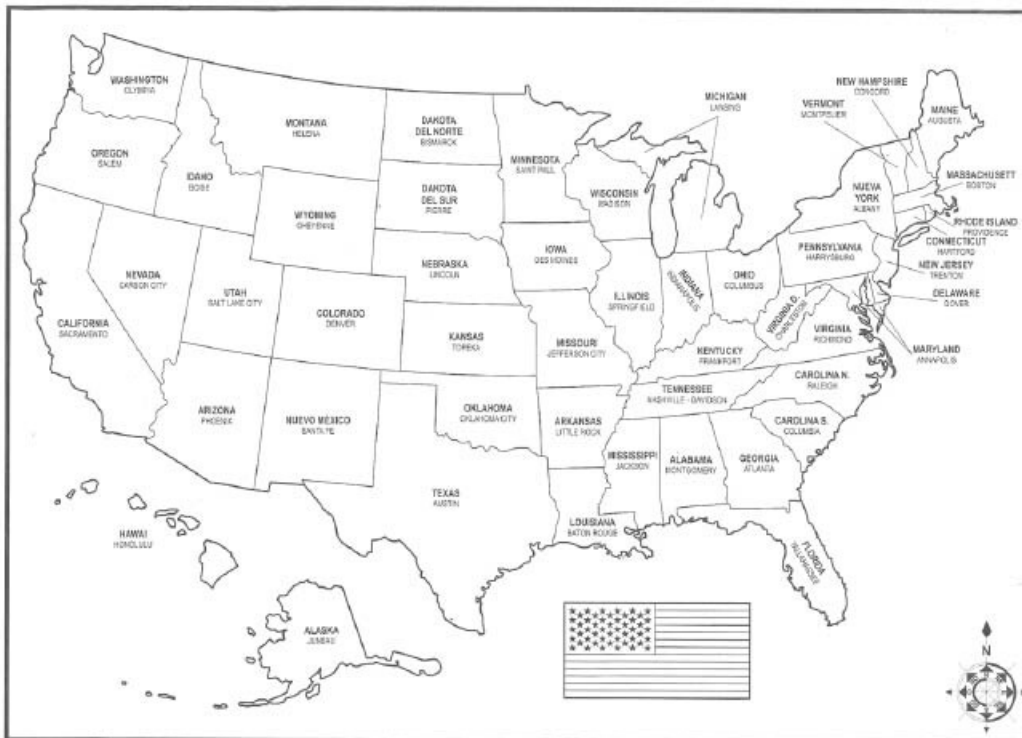 WASHINGTON
OLYMPIA
OREGON
SALEM
IDAHO
BOISE
MONTANA
HELENA
WYOMING
CHEYENNE
DAKOTA
DEL NORTE
BISMARCK
DAKOTA
DEL SUR
PIERRE
NEBRASKA
LINCOLN
MINNESOTA
SAINT PAUL
WISCONSIN
MADISON
MICHIGAN
LANSING
IOWA
DES MOINES
NEVADA
CARSON CITY
UTAH
SALT LAKE CITY
COLORADO
DENVER
CALIFORNIA
SACRAMENTO
KANSAS
TOPEKA
MISSOURI
JEFFERSON CITY
ILLINOIS
SPRINGFIELD
INDIANA
INDIANAPOLIS
OHIO
COLUMBUS
KENTUCKY
FRANKFORT
VIRGINIA O.
CHARLESTON
VIRGINIA
RICHMOND
PENNSYLVANIA
HARRYSBURG
NUEVA
YORK
ALBANY
VERMONT
MONTPELIER
NEW HAMPSHIRE
CONCORD
MAINE
AUGUSTA
MASSACHUSETT
BOSTON
RHODE ISLAND
PROVIDENCE
CONNECTICUT
HARTFORD
NEW JERSEY
TRENTON
DELAWARE
DOVER
MARYLAND
ANNAPOLIS
ARIZONA
PHOENIX
NUEVO MÉXICO
SANTA FE
OKLAHOMA
OKLAHOMA CITY
ARKANSAS
LITTLE ROCK
TENNESSEE
NASHVILLE - DAVIDSON
CAROLINA N.
RALEIGH
CAROLINA S.
COLUMBIA
MISSISSIPPI
JACKSON
ALABAMA
MONTGOMERY
GEORGIA
ATLANTA
TEXAS
AUSTIN
LOUISIANA
BATON ROUGE
FLORIDA
TALLAHASSEE
HAWAI
HONOLULU
ALASKA
JUNEAU
N